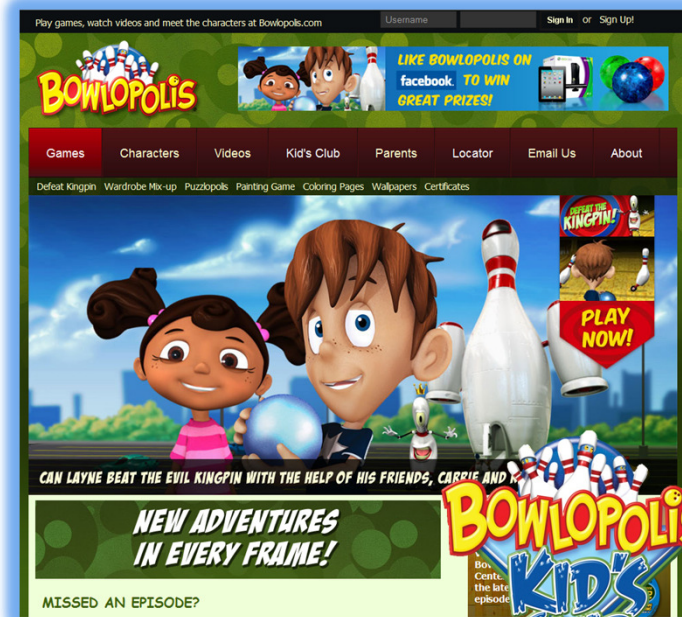 Play games, watch videos and meet the characters at Bowlopolis.com
Username
Sign In or Sign Up!
BOWLOPOLIS
LIKE BOWLOPOLIS ON
facebook TO WIN
GREAT PRIZES!
Games Characters Videos Kid's Club Parents Locator Email Us About
Defeat Kingpin Wardrobe Mix-up Puzzlopolis Painting Game Coloring Pages Wallpapers Certificates
DEFEAT THE
KINGPIN!
PLAY
NOW!
CAN LAYNE BEAT THE EVIL KINGPIN WITH THE HELP OF HIS FRIENDS, CARRIE AND
NEW ADVENTURES
IN EVERY FRAME!
MISSED AN EPISODE?
BOWLOPOLIS
KID'S
the